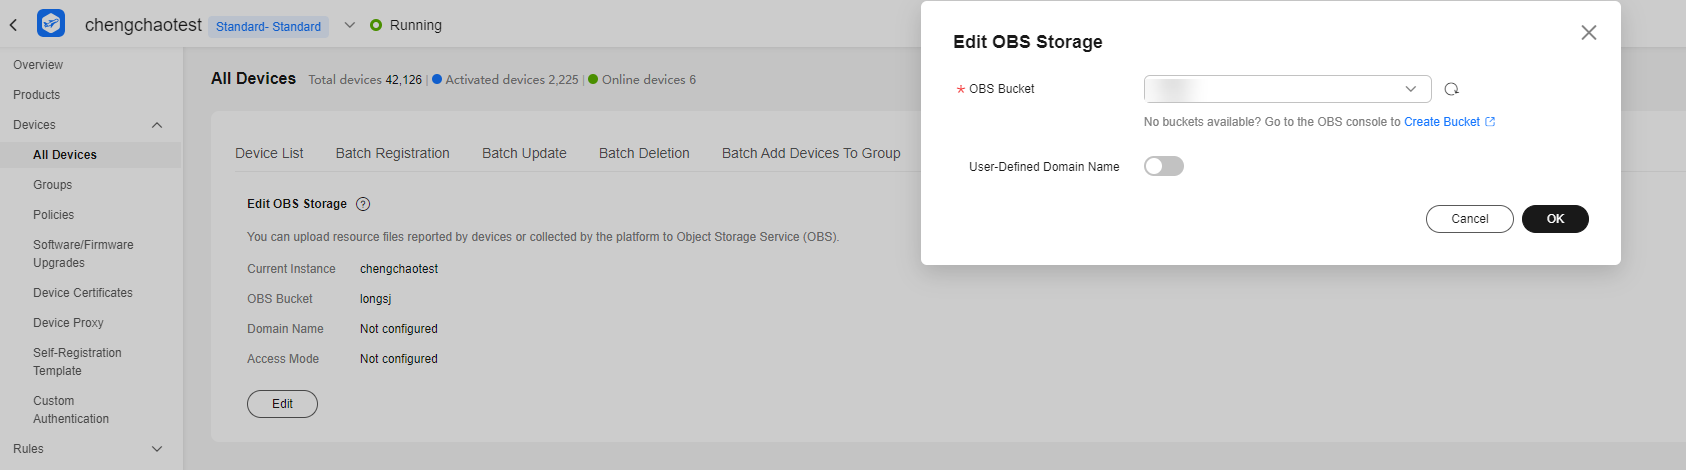 chengchaotest Standard- Standard Running
Overview
Products
Devices
All Devices
Groups
Policies
Software/Firmware
Upgrades
Device Certificates
Device Proxy
Self-Registration
Template
Custom
Authentication
Rules
All Devices Total devices 42,126 | Activated devices 2,225 | Online devices 6
Device List Batch Registration Batch Update Batch Deletion Batch Add Devices To Group
Edit OBS Storage ?
You can upload resource files reported by devices or collected by the platform to Object Storage Service (OBS).
Current Instance chengchaotest
OBS Bucket longsj
Domain Name Not configured
Access Mode Not configured
Edit
Edit OBS Storage
* OBS Bucket
No buckets available? Go to the OBS console to Create Bucket
User-Defined Domain Name
Cancel OK